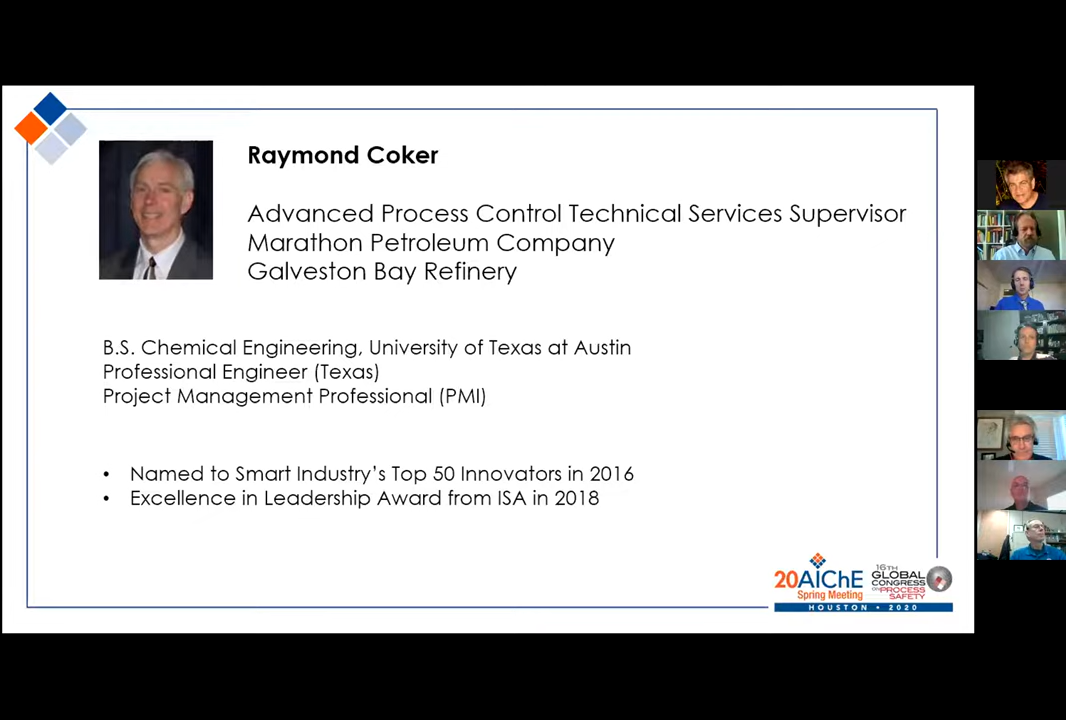 Raymond Coker
Advanced Process Control Technical Services Supervisor
Marathon Petroleum Company
Galveston Bay Refinery
B.S. Chemical Engineering, University of Texas at Austin
Professional Engineer (Texas)
Project Management Professional (PMI)
• Named to Smart Industry’s Top 50 Innovators in 2016
• Excellence in Leadership Award from ISA in 2018
20AIChE
Spring Meeting
16TH
GLOBAL
CONGRESS
ON PROCESS
SAFETY
HOUSTON • 2020